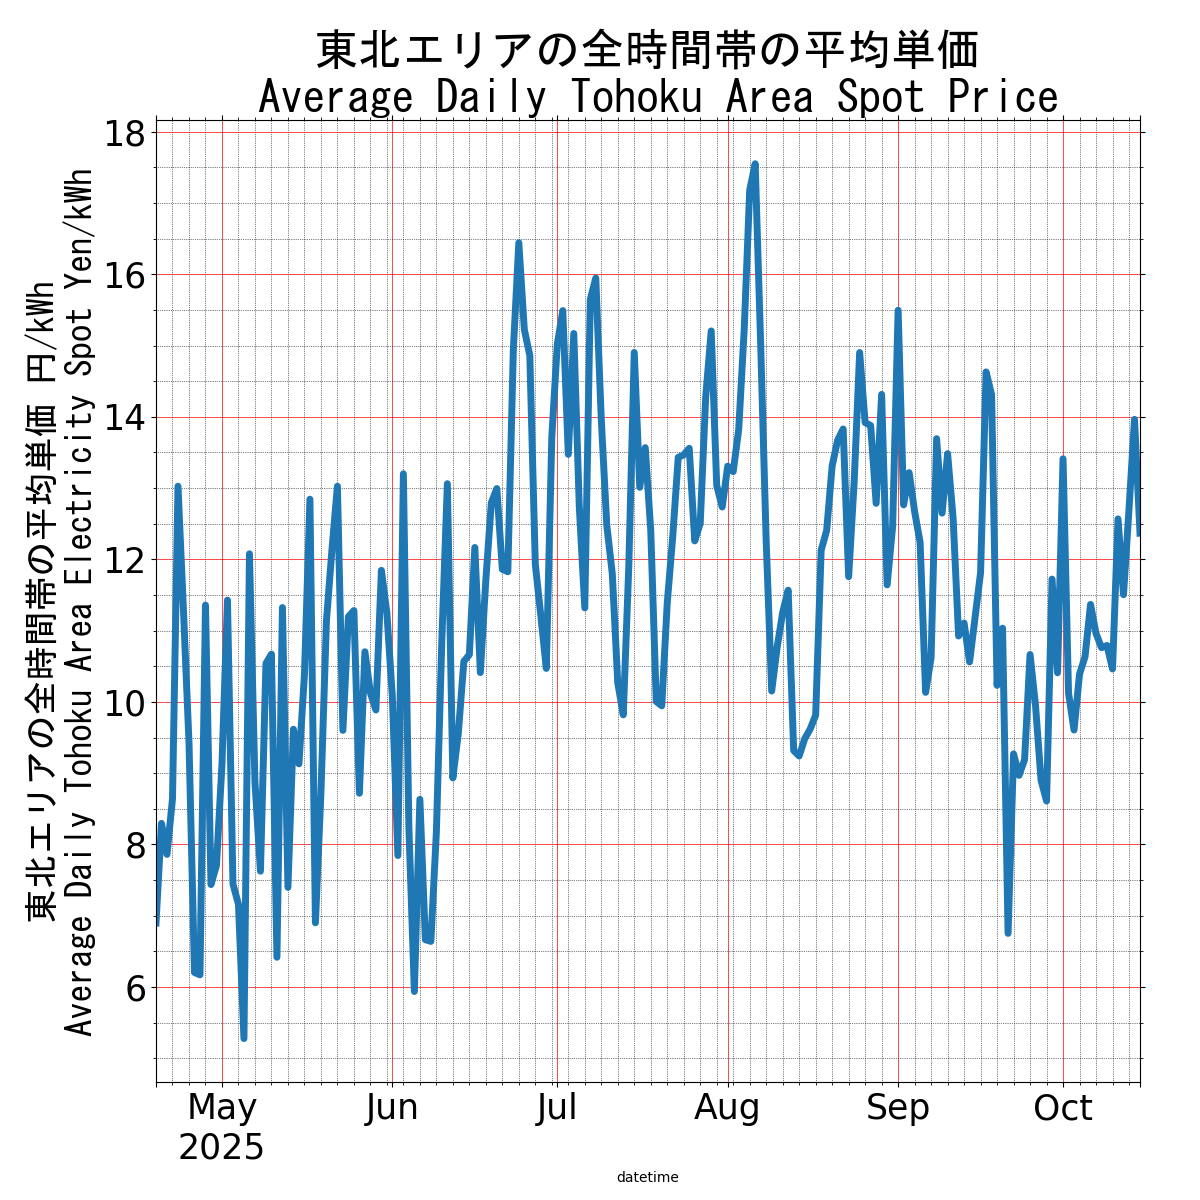 東北エリアの全時間帯の平均単価
Average Daily Tohoku Area Spot Price
東北エリアの全時間帯の平均単価 円/kWh
Average Daily Tohoku Area Electricity Spot Yen/kWh
18
16
14
12
10
8
6
May
2025
Jun
Jul
Aug
Sep
Oct
datetime